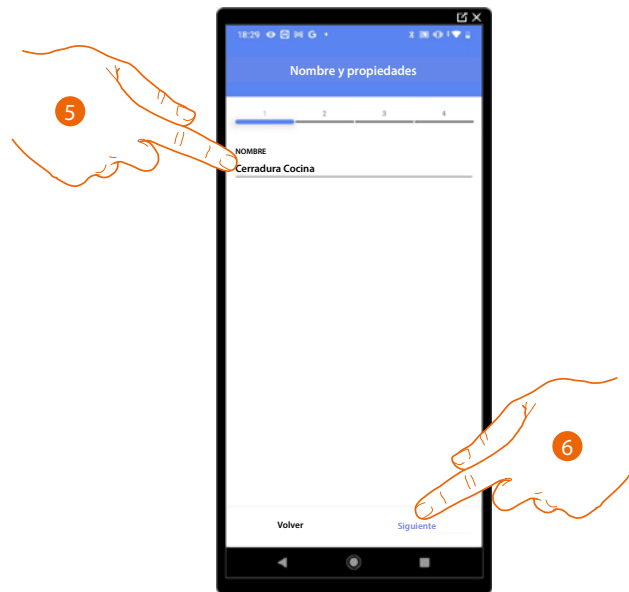 18:29 G
Nombre y propiedades
1 2 3 4
NOMBRE
Cerradura Cocina
Volver Siguiente
5
6